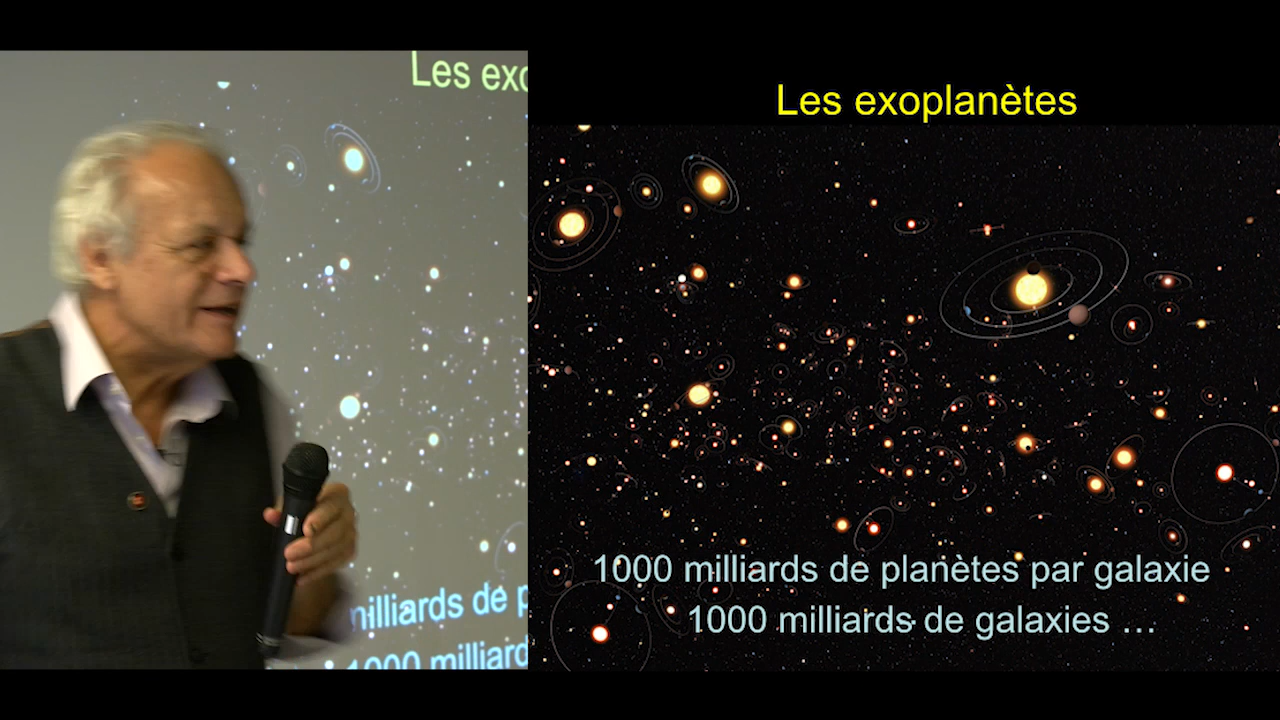 Les exo
milliards de p
1000 milliard
Les exoplanètes
1000 milliards de planètes par galaxie
1000 milliards de galaxies …